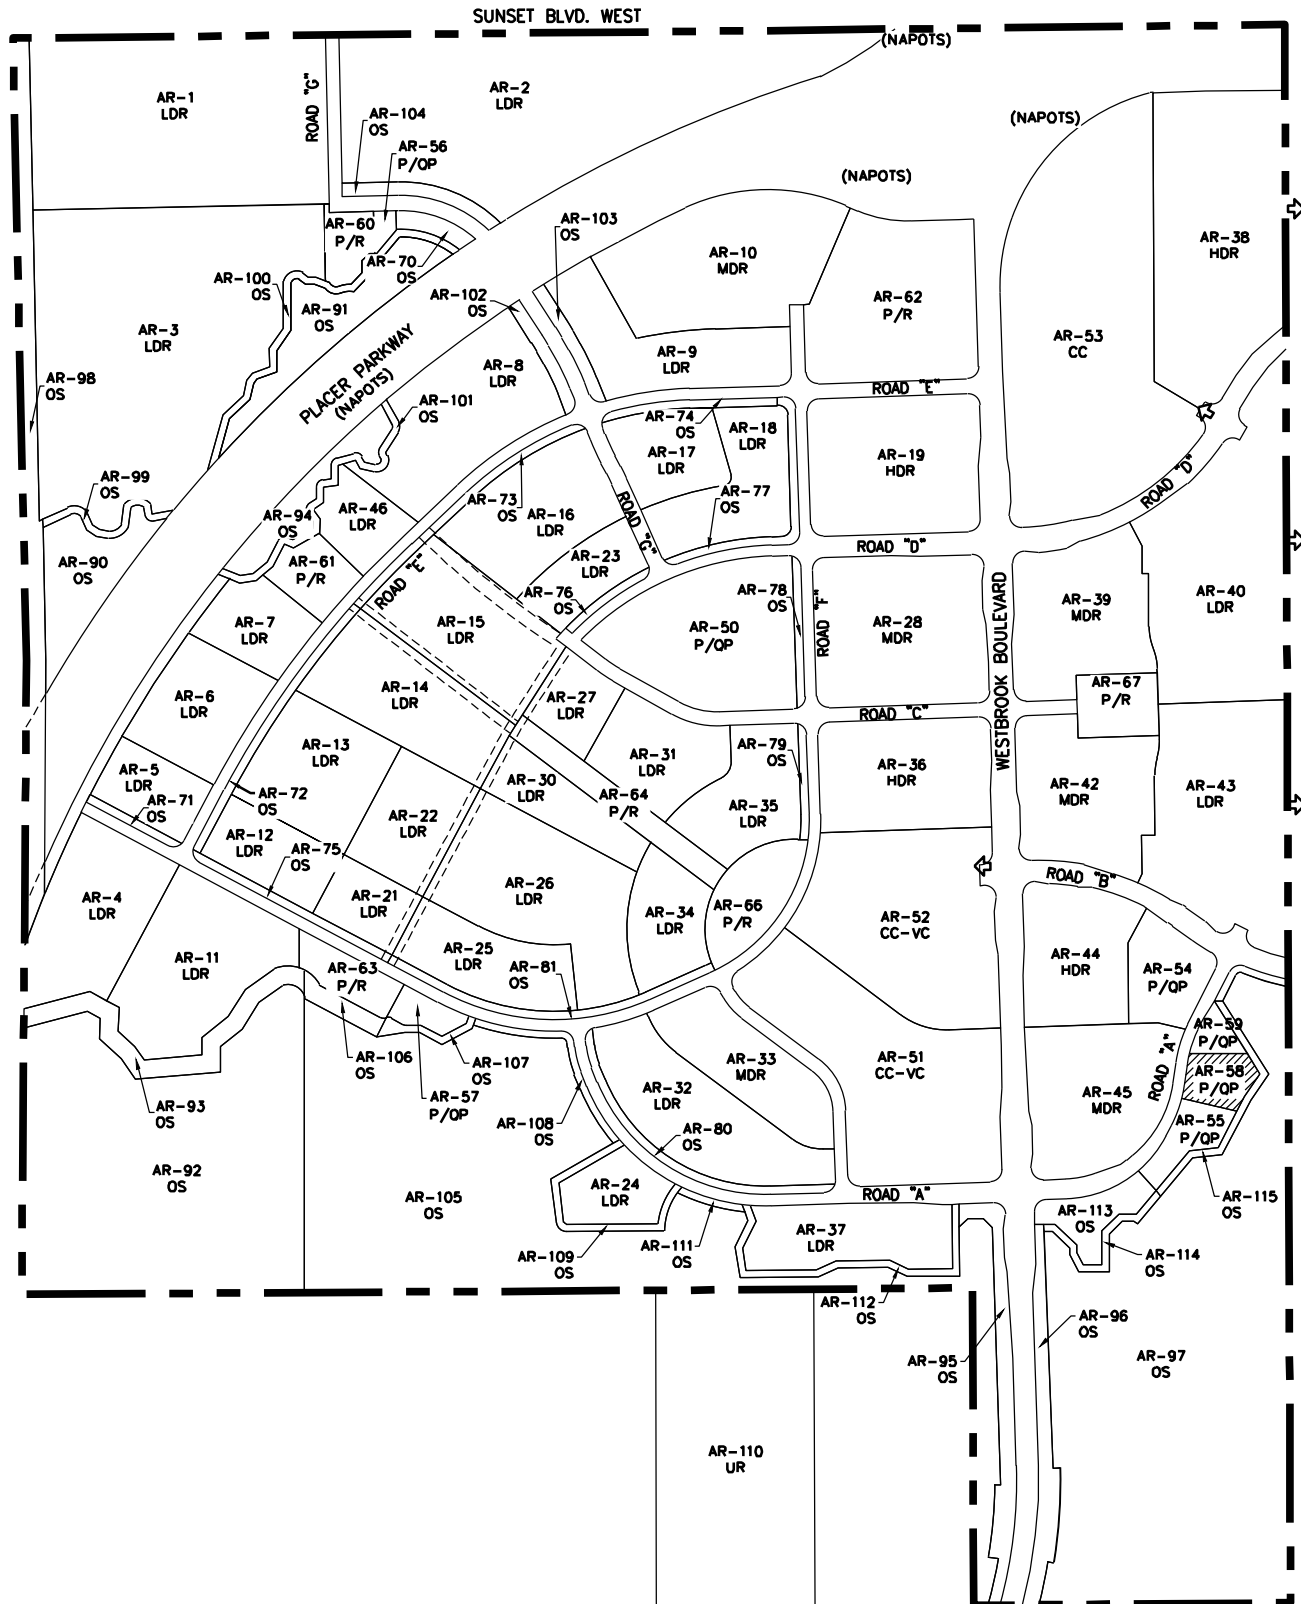 SUNSET BLVD. WEST
(NAPOTS)
ROAD "G"
AR-1
LDR
AR-2
LDR
AR-104
OS
AR-56
P/QP
(NAPOTS)
(NAPOTS)
AR-60
P/R
AR-103
OS
AR-10
MDR
AR-38
HDR
AR-70
OS
AR-100
OS
AR-102
OS
AR-62
P/R
AR-91
OS
AR-3
LDR
AR-53
CC
PLACER PARKWAY
(NAPOTS)
AR-9
LDR
AR-8
LDR
AR-98
OS
ROAD "E"
AR-101
OS
AR-74
OS
AR-18
LDR
AR-17
LDR
AR-19
HDR
ROAD "D"
AR-99
OS
AR-77
OS
AR-73
OS
AR-46
LDR
AR-94
OS
AR-16
LDR
ROAD "G"
ROAD "D"
AR-90
OS
AR-61
P/R
AR-23
LDR
ROAD "E"
AR-76
OS
AR-78
OS
ROAD "F"
WESTBROOK BOULEVARD
AR-39
MDR
AR-40
LDR
AR-7
LDR
AR-15
LDR
AR-50
P/QP
AR-28
MDR
AR-67
P/R
AR-6
LDR
AR-14
LDR
AR-27
LDR
ROAD "C"
AR-13
LDR
AR-79
OS
AR-31
LDR
AR-36
HDR
AR-5
LDR
AR-71
OS
AR-72
OS
AR-30
LDR
AR-64
P/R
AR-42
MDR
AR-43
LDR
AR-35
LDR
AR-22
LDR
AR-12
LDR
AR-75
OS
AR-26
LDR
ROAD "B"
AR-4
LDR
AR-21
LDR
AR-34
LDR
AR-66
P/R
AR-52
CC-VC
AR-11
LDR
AR-25
LDR
AR-44
HDR
AR-54
P/QP
AR-63
P/R
AR-81
OS
AR-59
P/QP
AR-106
OS
AR-107
OS
AR-33
MDR
AR-51
CC-VC
ROAD "A"
AR-58
P/QP
AR-57
P/QP
AR-32
LDR
AR-45
MDR
AR-93
OS
AR-108
OS
AR-80
OS
AR-55
P/QP
AR-92
OS
AR-24
LDR
AR-105
OS
ROAD "A"
AR-115
OS
AR-113
OS
AR-37
LDR
AR-111
OS
AR-109
OS
AR-114
OS
AR-112
OS
AR-96
OS
AR-95
OS
AR-97
OS
AR-110
UR